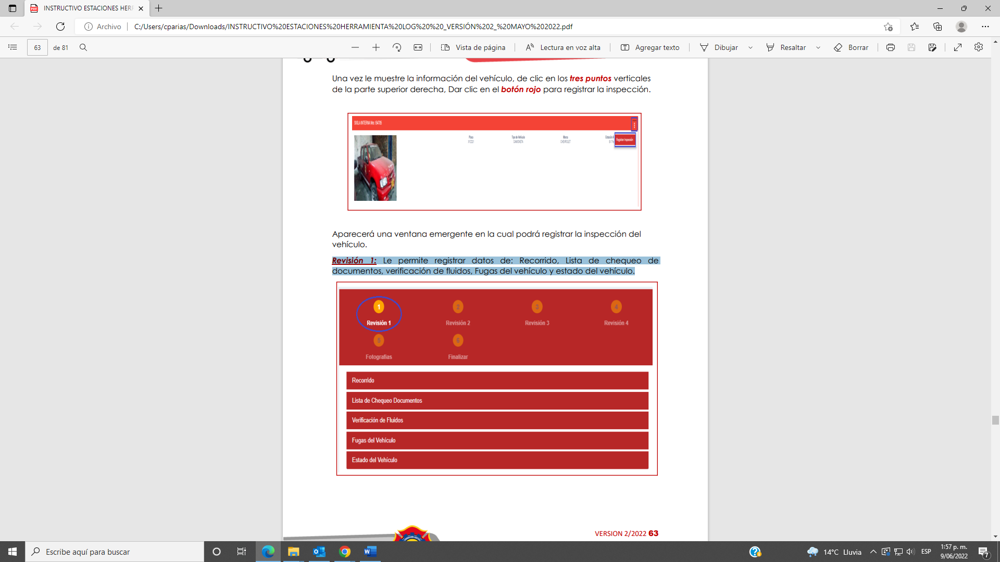 INSTRUCTIVO ESTACIONES HERR
Archivo
C:/Users/cparias/Downloads/INSTRUCTIVO%20ESTACIONES%20HERRAMIENTA%20LOG%20%20_VERSIÓN%202_%20MAYO%202022.pdf
63 de 81
Vista de página
Lectura en voz alta
Agregar texto
Dibujar
Resaltar
Borrar
Una vez le muestre la información del vehículo, de clic en los tres puntos verticales
de la parte superior derecha, Dar clic en el botón rojo para registrar la inspección.
SIGLA INTERNA Nro: 154785
Placa
Tipo de Vehículo
Marca
Estación A
CAMIONETA
CHEVROLET
Registrar Inspección
Aparecerá una ventana emergente en la cual podrá registrar la inspección del
vehículo.
Revisión 1: Le permite registrar datos de: Recorrido, Lista de chequeo de
documentos, verificación de fluidos, Fugas del vehículo y estado del vehículo.
1 2 3 4
Revisión 1 Revisión 2 Revisión 3 Revisión 4
5 6
Fotografías Finalizar
Recorrido
Lista de Chequeo Documentos
Verificación de Fluidos
Fugas del Vehículo
Estado del Vehículo
VERSION 2/2022 63
Escribe aquí para buscar
14°C Lluvia
ESP
1:57 p. m.
9/06/2022
7